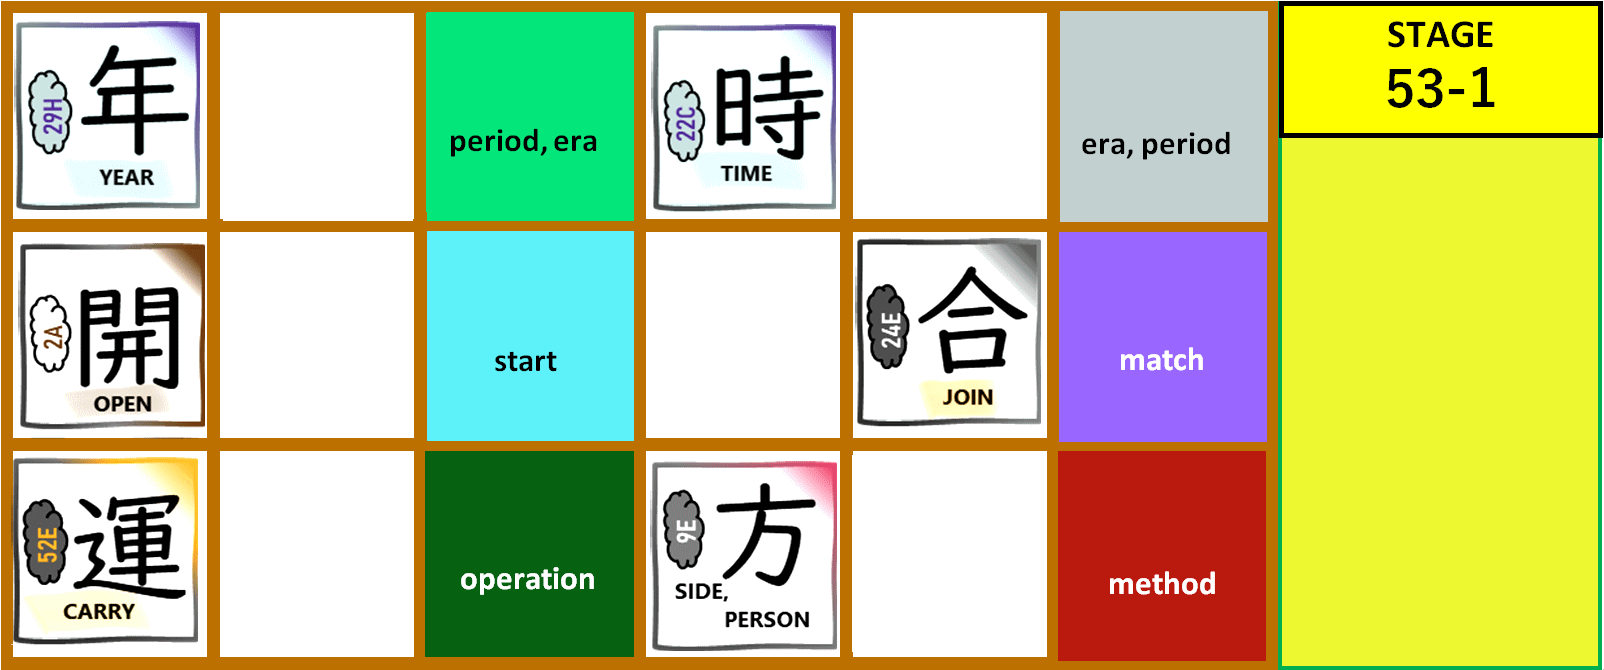 29H
年
YEAR
period, era
22C
時
TIME
era, period
STAGE
53-1
2A
開
OPEN
start
24E
合
JOIN
match
52E
運
CARRY
operation
9E
方
SIDE,
PERSON
method